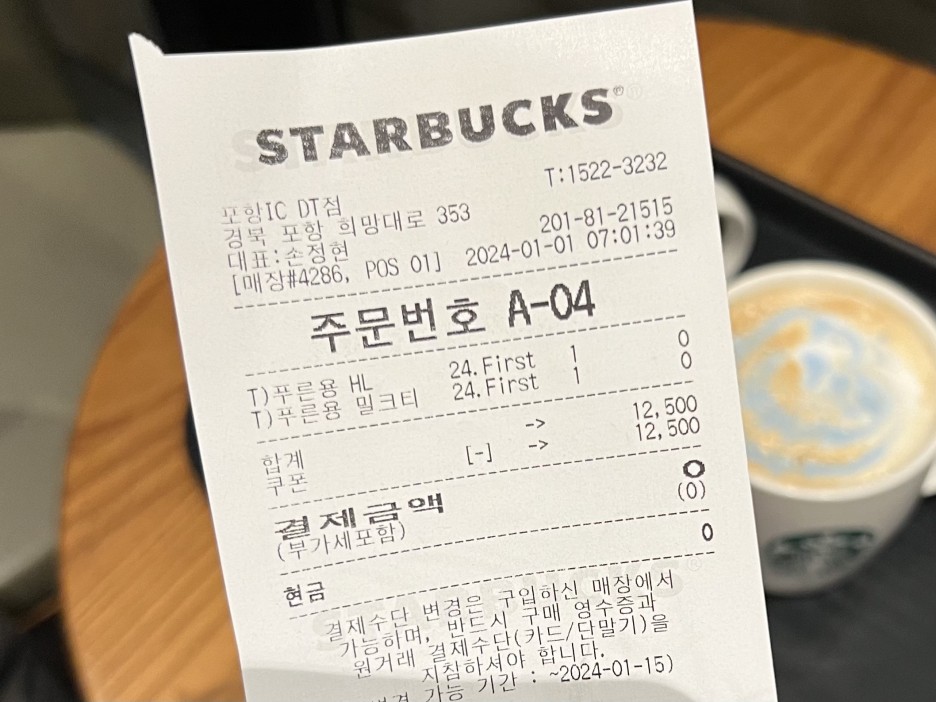 STARBUCKS®
T:1522-3232
포항IC DT점
경북 포항 희망대로 353 201-81-21515
대표:손정현
[매장#4286, POS 01] 2024-01-01 07:01:39
주문번호 A-04
T)푸른용 HL 24.First 1 0
T)푸른용 밀크티 24.First 1 0
합계 -> 12,500
쿠폰 [-] -> 12,500
결제금액 0
(부가세포함) (0)
현금 0
결제수단 변경은 구입하신 매장에서
가능하며, 반드시 구매 영수증과
원거래 결제수단(카드/단말기)을
지참하셔야 합니다.
변경 가능 기간 : ~2024-01-15)